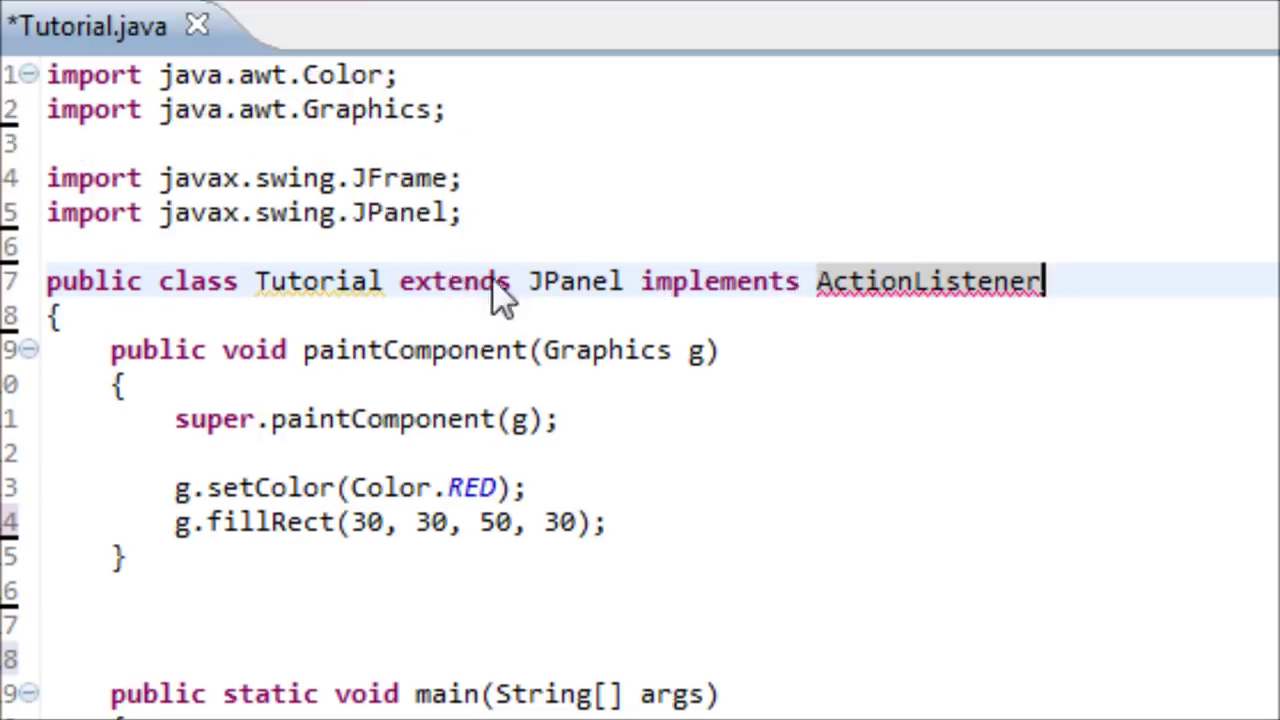 *Tutorial.java
1 import java.awt.Color;
2 import java.awt.Graphics;
3
4 import javax.swing.JFrame;
5 import javax.swing.JPanel;
6
7 public class Tutorial extends JPanel implements ActionListener
8 {
9 public void paintComponent(Graphics g)
0 {
1 super.paintComponent(g);
2
3 g.setColor(Color.RED);
4 g.fillRect(30, 30, 50, 30);
5 }
6
7
8
9 public static void main(String[] args)